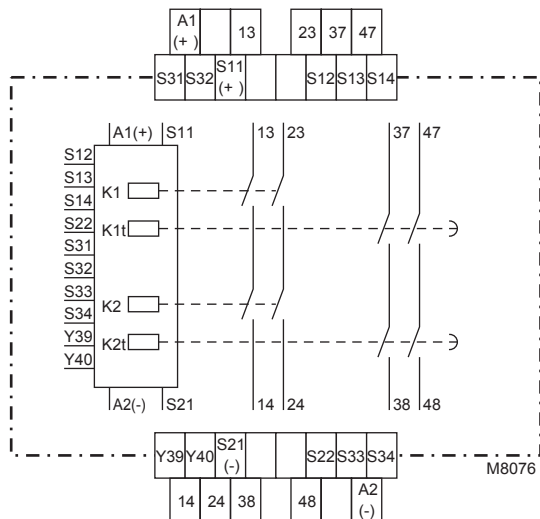 A1 (+) 13 23 37 47
S31 S32 S11 (+) S12 S13 S14
A1(+) S11 13 23 37 47
S12
S13
K1
S14
S22
K1t
S31
S32
S33
K2
S34
Y39
K2t
Y40
A2(-) S21 14 24 38 48
Y39 Y40 S21 (-) S22 S33 S34
M8076
14 24 38 48 A2 (-)